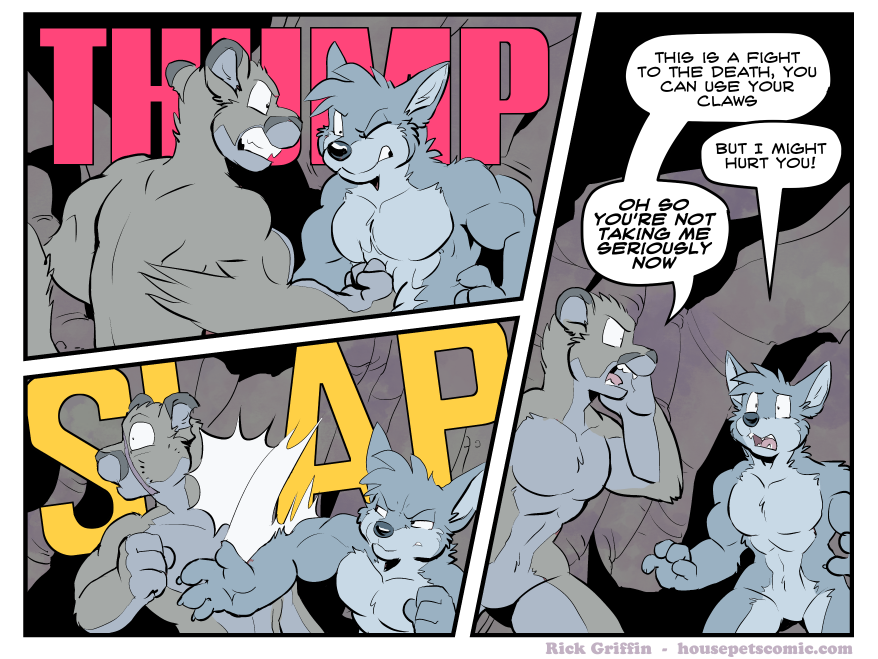 THUMP
SLAP
THIS IS A FIGHT
TO THE DEATH, YOU
CAN USE YOUR
CLAWS
BUT I MIGHT
HURT YOU!
OH SO
YOU'RE NOT
TAKING ME
SERIOUSLY
NOW
Rick Griffin - housepetscomic.com